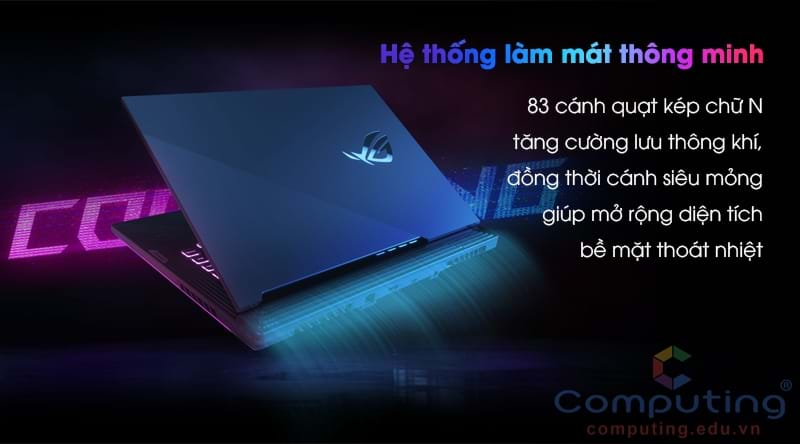 Hệ thống làm mát thông minh
83 cánh quạt kép chữ N
tăng cường lưu thông khí,
đồng thời cánh siêu mỏng
giúp mở rộng diện tích
bề mặt thoát nhiệt
Computing®
computing.edu.vn